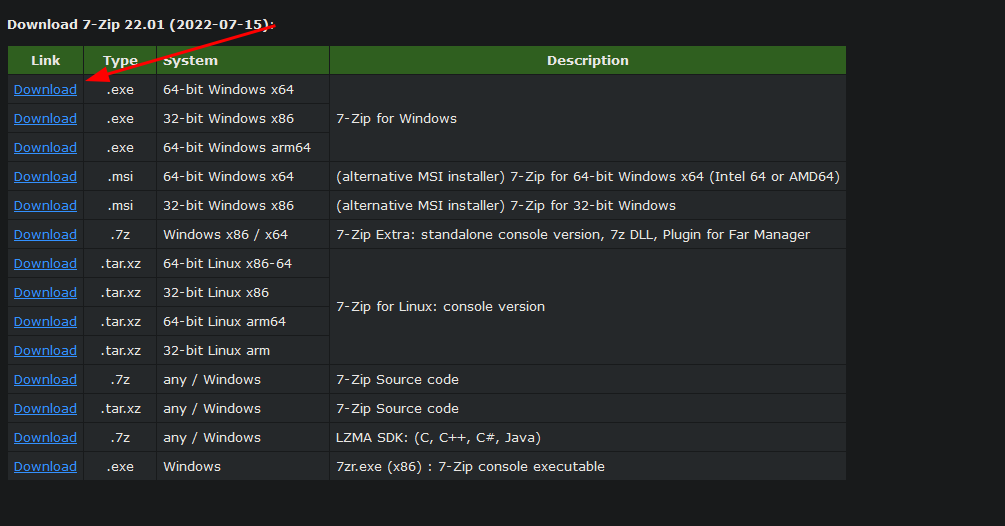 Download 7-Zip 22.01 (2022-07-15):
Link Type System Description
Download .exe 64-bit Windows x64
Download .exe 32-bit Windows x86 7-Zip for Windows
Download .exe 64-bit Windows arm64
Download .msi 64-bit Windows x64 (alternative MSI installer) 7-Zip for 64-bit Windows x64 (Intel 64 or AMD64)
Download .msi 32-bit Windows x86 (alternative MSI installer) 7-Zip for 32-bit Windows
Download .7z Windows x86 / x64 7-Zip Extra: standalone console version, 7z DLL, Plugin for Far Manager
Download .tar.xz 64-bit Linux x86-64
Download .tar.xz 32-bit Linux x86
7-Zip for Linux: console version
Download .tar.xz 64-bit Linux arm64
Download .tar.xz 32-bit Linux arm
Download .7z any / Windows 7-Zip Source code
Download .tar.xz any / Windows 7-Zip Source code
Download .7z any / Windows LZMA SDK: (C, C++, C#, Java)
Download .exe Windows 7zr.exe (x86) : 7-Zip console executable